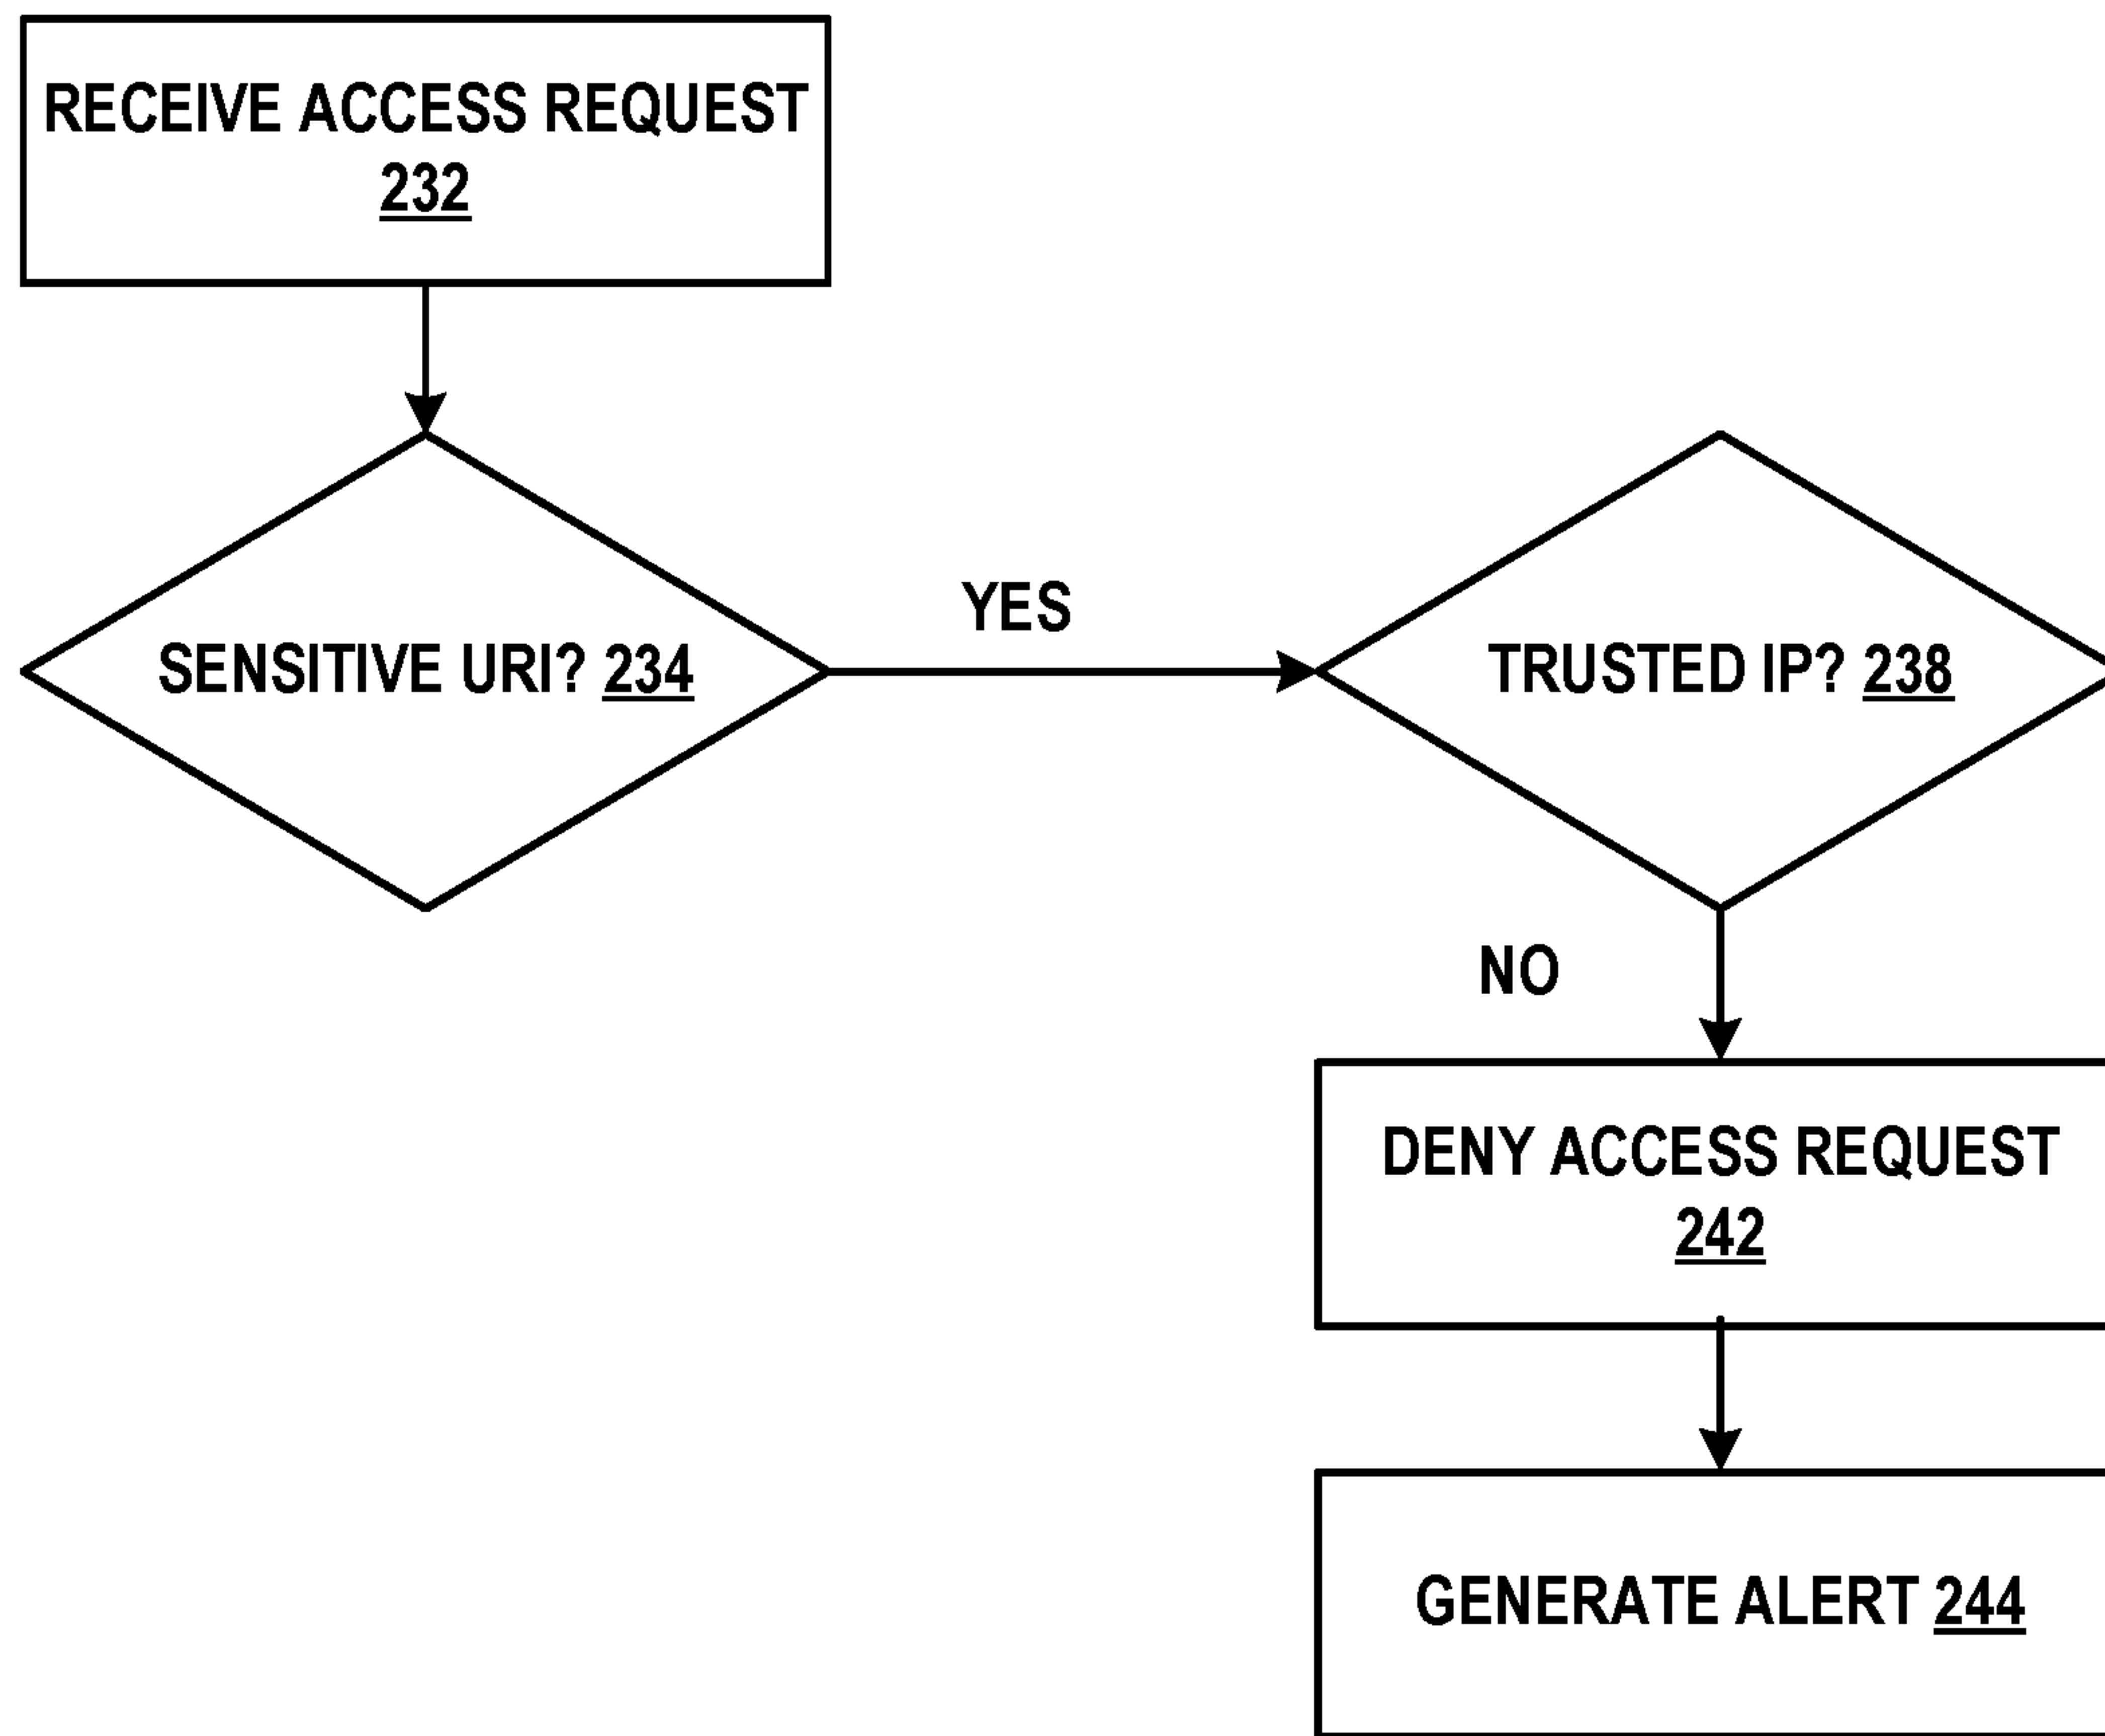 RECEIVE ACCESS REQUEST
232
SENSITIVE URI? 234
YES
TRUSTED IP? 238
NO
DENY ACCESS REQUEST
242
GENERATE ALERT 244